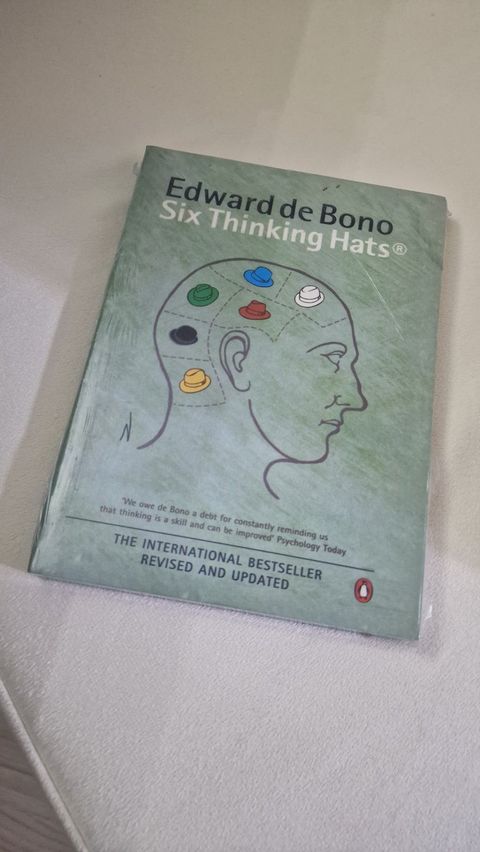 Edward de Bono
Six Thinking Hats®
'We owe de Bono a debt for constantly reminding us
that thinking is a skill and can be improved' Psychology Today
THE INTERNATIONAL BESTSELLER
REVISED AND UPDATED